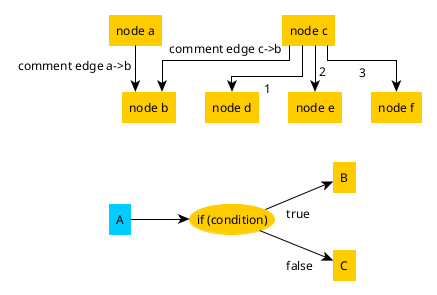 node a
node c
comment edge c->b
comment edge a->b
1
2
3
node b
node d
node e
node f
B
A
if (condition)
true
false
C